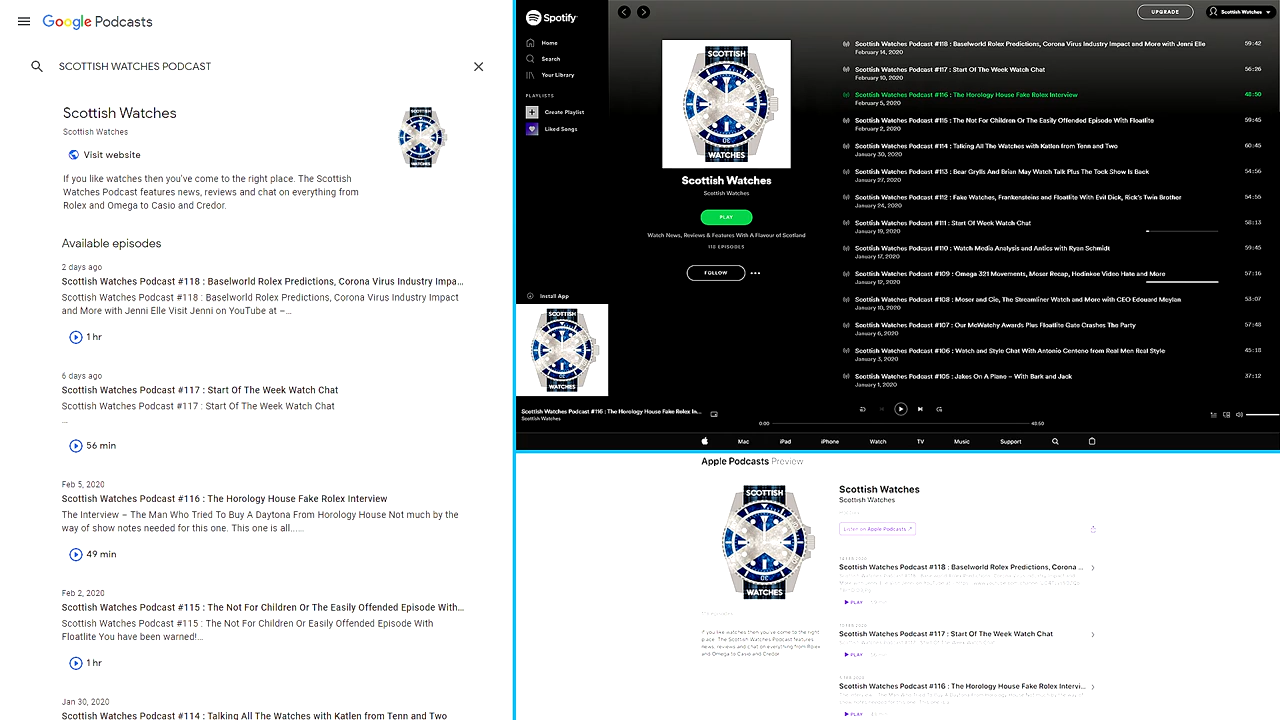 Google Podcasts
SCOTTISH WATCHES PODCAST
Scottish Watches
Scottish Watches
Visit website
If you like watches then you've come to the right place. The Scottish
Watches Podcast features news, reviews and chat on everything from
Rolex and Omega to Casio and Credor.
SCOTTISH
WATCHES
Available episodes
2 days ago
Scottish Watches Podcast #118 : Baselworld Rolex Predictions, Corona Virus Industry Impa...
Scottish Watches Podcast #118 : Baselworld Rolex Predictions, Corona Virus Industry Impact
and More with Jenni Elle Visit Jenni on YouTube at –...
1 hr
6 days ago
Scottish Watches Podcast #117 : Start Of The Week Watch Chat
Scottish Watches Podcast #117 : Start Of The Week Watch Chat
...
56 min
Feb 5, 2020
Scottish Watches Podcast #116 : The Horology House Fake Rolex Interview
The Interview – The Man Who Tried To Buy A Daytona From Horology House Not much by the
way of show notes needed for this one. This one is all......
49 min
Feb 2, 2020
Scottish Watches Podcast #115 : The Not For Children Or The Easily Offended Episode With...
Scottish Watches Podcast #115 : The Not For Children Or Easily Offended Episode With
Floatlite You have been warned!...
1 hr
Jan 30, 2020
Scottish Watches Podcast #114 : Talking All The Watches with Katlen from Tenn and Two
Spotify
UPGRADE
Scottish Watches
Home
Search
Your Library
PLAYLISTS
Create Playlist
Liked Songs
Install App
SCOTTISH
WATCHES
SCOTTISH
WATCHES
Scottish Watches
Scottish Watches
PLAY
Watch News, Reviews & Features With A Flavour of Scotland
118 EPISODES
FOLLOW
Scottish Watches Podcast #118 : Baselworld Rolex Predictions, Corona Virus Industry Impact and More with Jenni Elle 59:42
February 14, 2020
Scottish Watches Podcast #117 : Start Of The Week Watch Chat 56:26
February 10, 2020
Scottish Watches Podcast #116 : The Horology House Fake Rolex Interview 48:50
February 5, 2020
Scottish Watches Podcast #115 : The Not For Children Or The Easily Offended Episode With Floatlite 59:45
February 2, 2020
Scottish Watches Podcast #114 : Talking All The Watches with Katlen from Tenn and Two 60:45
January 30, 2020
Scottish Watches Podcast #113 : Bear Grylls And Brian May Watch Talk Plus The Tock Show Is Back 54:56
January 27, 2020
Scottish Watches Podcast #112 : Fake Watches, Frankensteins and Floatlite With Evil Dick, Rick's Twin Brother 54:55
January 24, 2020
Scottish Watches Podcast #111 : Start Of Week Watch Chat 58:13
January 19, 2020
Scottish Watches Podcast #110 : Watch Media Analysis and Antics with Ryan Schmidt 59:45
January 17, 2020
Scottish Watches Podcast #109 : Omega 321 Movements, Moser Recap, Hodinkee Video Hate and More 57:16
January 12, 2020
Scottish Watches Podcast #108 : Moser and Cie, The Streamliner Watch and More with CEO Edouard Meylan 53:07
January 10, 2020
Scottish Watches Podcast #107 : Our McWatchy Awards Plus Floatlite Gate Crashes The Party 57:48
January 6, 2020
Scottish Watches Podcast #106 : Watch and Style Chat With Antonio Centeno from Real Men Real Style 45:18
January 3, 2020
Scottish Watches Podcast #105 : Jakes On A Plane – With Bark and Jack 37:12
January 1, 2020
Scottish Watches Podcast #116 : The Horology House Fake Rolex In...
Scottish Watches
0:00
48:50
Mac iPad iPhone Watch TV Music Support
Apple Podcasts Preview
SCOTTISH
WATCHES
If you like watches then you've come to the right
place. The Scottish Watches Podcast features
news, reviews and chat on everything from Rolex
and Omega to Casio and Credor.
Scottish Watches
Scottish Watches
Listen on Apple Podcasts
14 FEB 2020
Scottish Watches Podcast #118 : Baselworld Rolex Predictions, Corona ...
PLAY
10 FEB 2020
Scottish Watches Podcast #117 : Start Of The Week Watch Chat
PLAY
5 FEB 2020
Scottish Watches Podcast #116 : The Horology House Fake Rolex Intervi...
PLAY